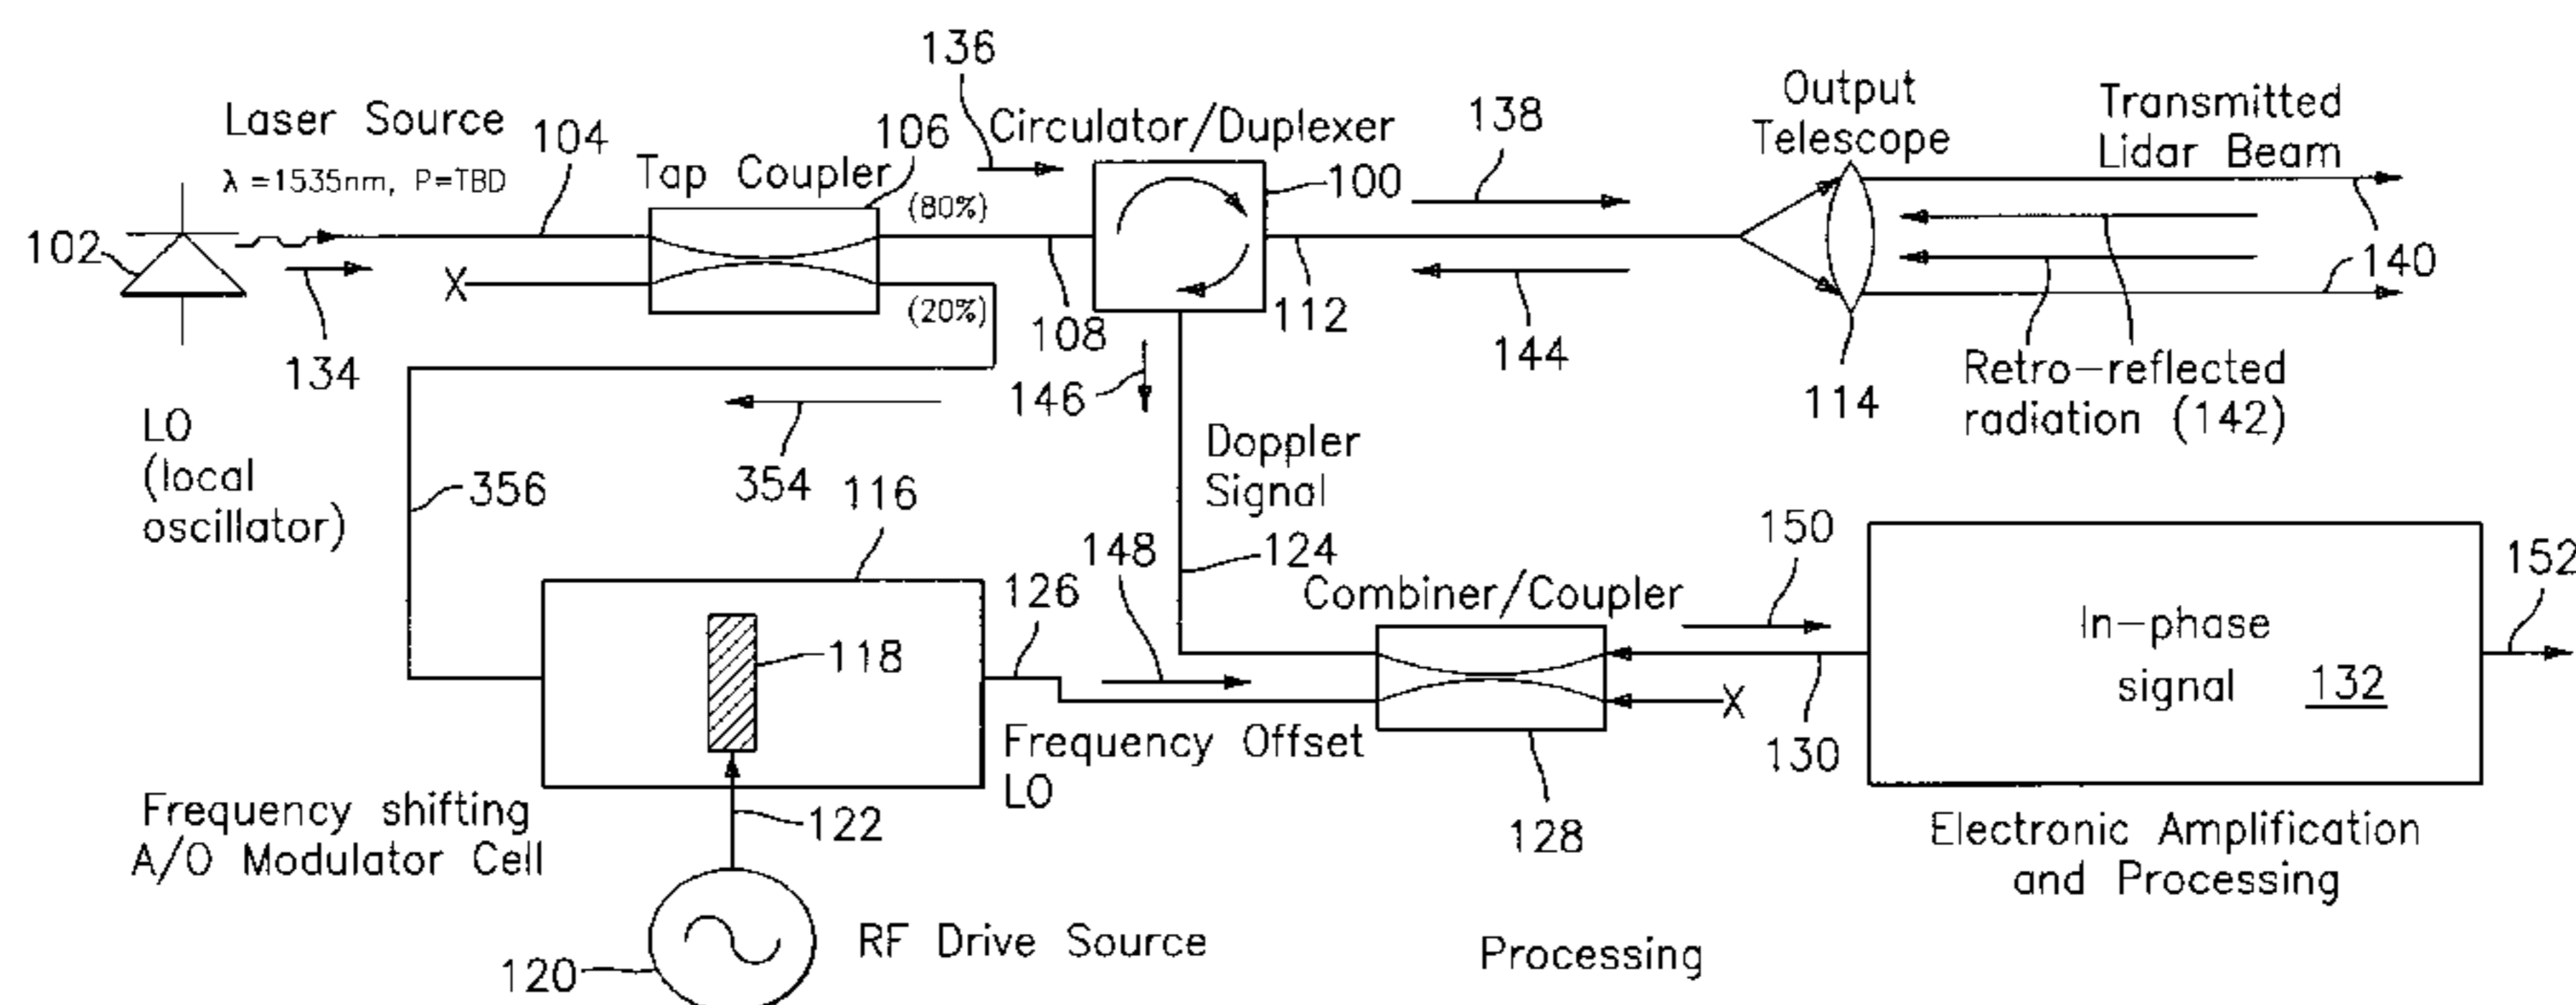 136
Laser Source
λ =1535nm, P=TBD
104
Tap Coupler
106
(80%)
Circulator/Duplexer
100
138
Output
Telescope
Transmitted
Lidar Beam
102
134
X
(20%)
108
112
144
146
114
140
Retro-reflected
radiation (142)
LO
(local
oscillator)
356
354
116
Doppler
Signal
124
118
126
148
Combiner/Coupler
150
In-phase
signal
132
152
Frequency Offset
LO
X
130
128
Frequency shifting
A/O Modulator Cell
122
Electronic Amplification
and Processing
120
RF Drive Source
Processing